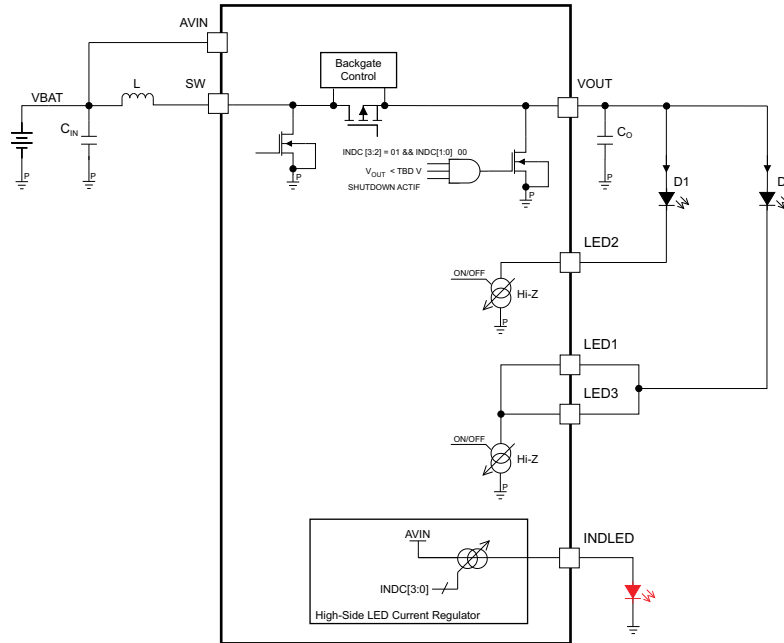 AVIN
Backgate
Control
L
SW
VOUT
VBAT
CIN
P
P
INDC [3:2] = 01 && INDC[1:0] 00
VOUT < TBD V
SHUTDOWN ACTIF
P
P
CO
P
D1
D
LED2
ON/OFF
Hi-Z
P
LED1
LED3
ON/OFF
Hi-Z
P
AVIN
INDLED
INDC[3:0]
High-Side LED Current Regulator